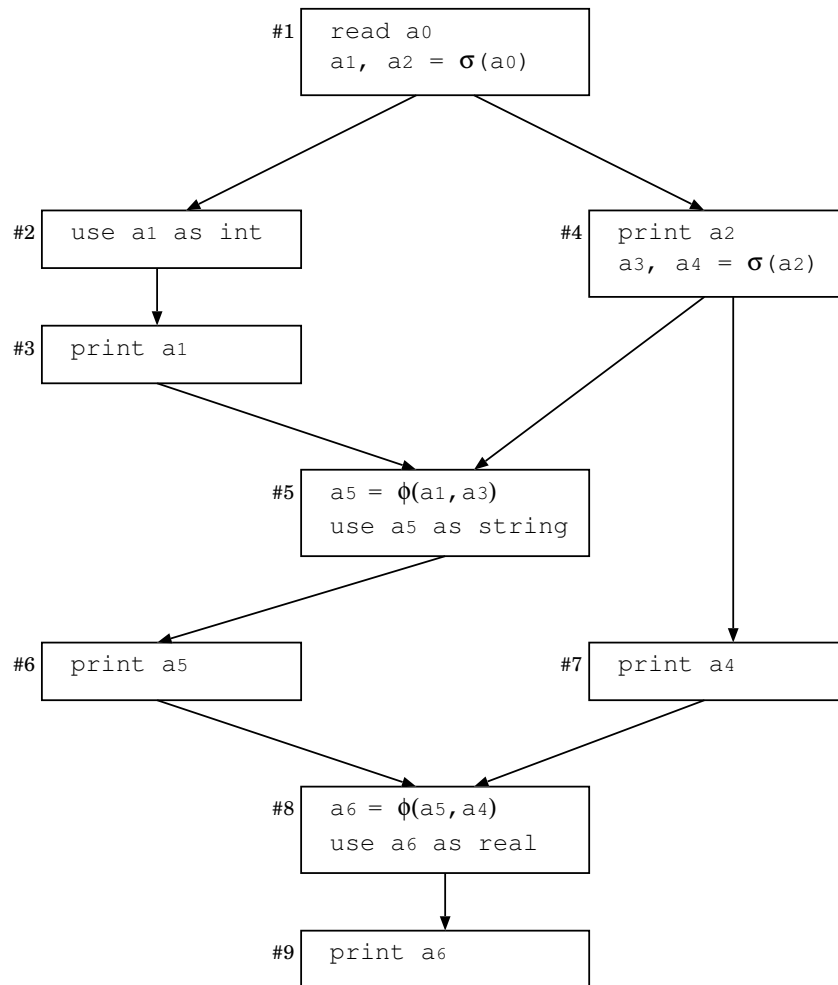 #1 read a0
a1, a2 = σ(a0)
#2 use a1 as int
#4 print a2
a3, a4 = σ(a2)
#3 print a1
#5 a5 = ϕ(a1,a3)
use a5 as string
#6 print a5
#7 print a4
#8 a6 = ϕ(a5,a4)
use a6 as real
#9 print a6